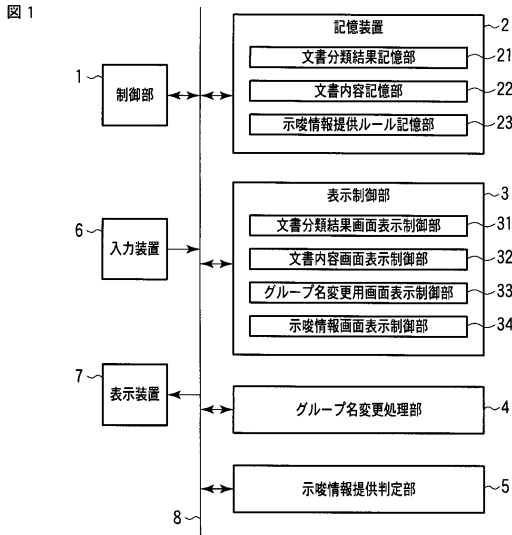 図1
記憶装置
2
文書分類結果記憶部
21
1
制御部
文書内容記憶部
22
示唆情報提供ルール記憶部
23
表示制御部
3
文書分類結果画面表示制御部
31
6
入力装置
文書内容画面表示制御部
32
グループ名変更用画面表示制御部
33
示唆情報画面表示制御部
34
7
表示装置
グループ名変更処理部
4
示唆情報提供判定部
5
8